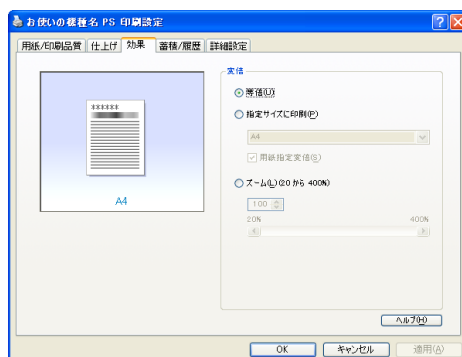 お使いの機種名 PS 印刷設定
用紙/印刷品質 仕上げ 効果 蓄積/履歴 詳細設定
******
A4
変倍
等倍(U)
指定サイズに印刷(P)
A4
用紙指定変倍(S)
ズーム(L)(20 から 400%)
100
20% 400%
ヘルプ(H)
OK キャンセル 適用(A)